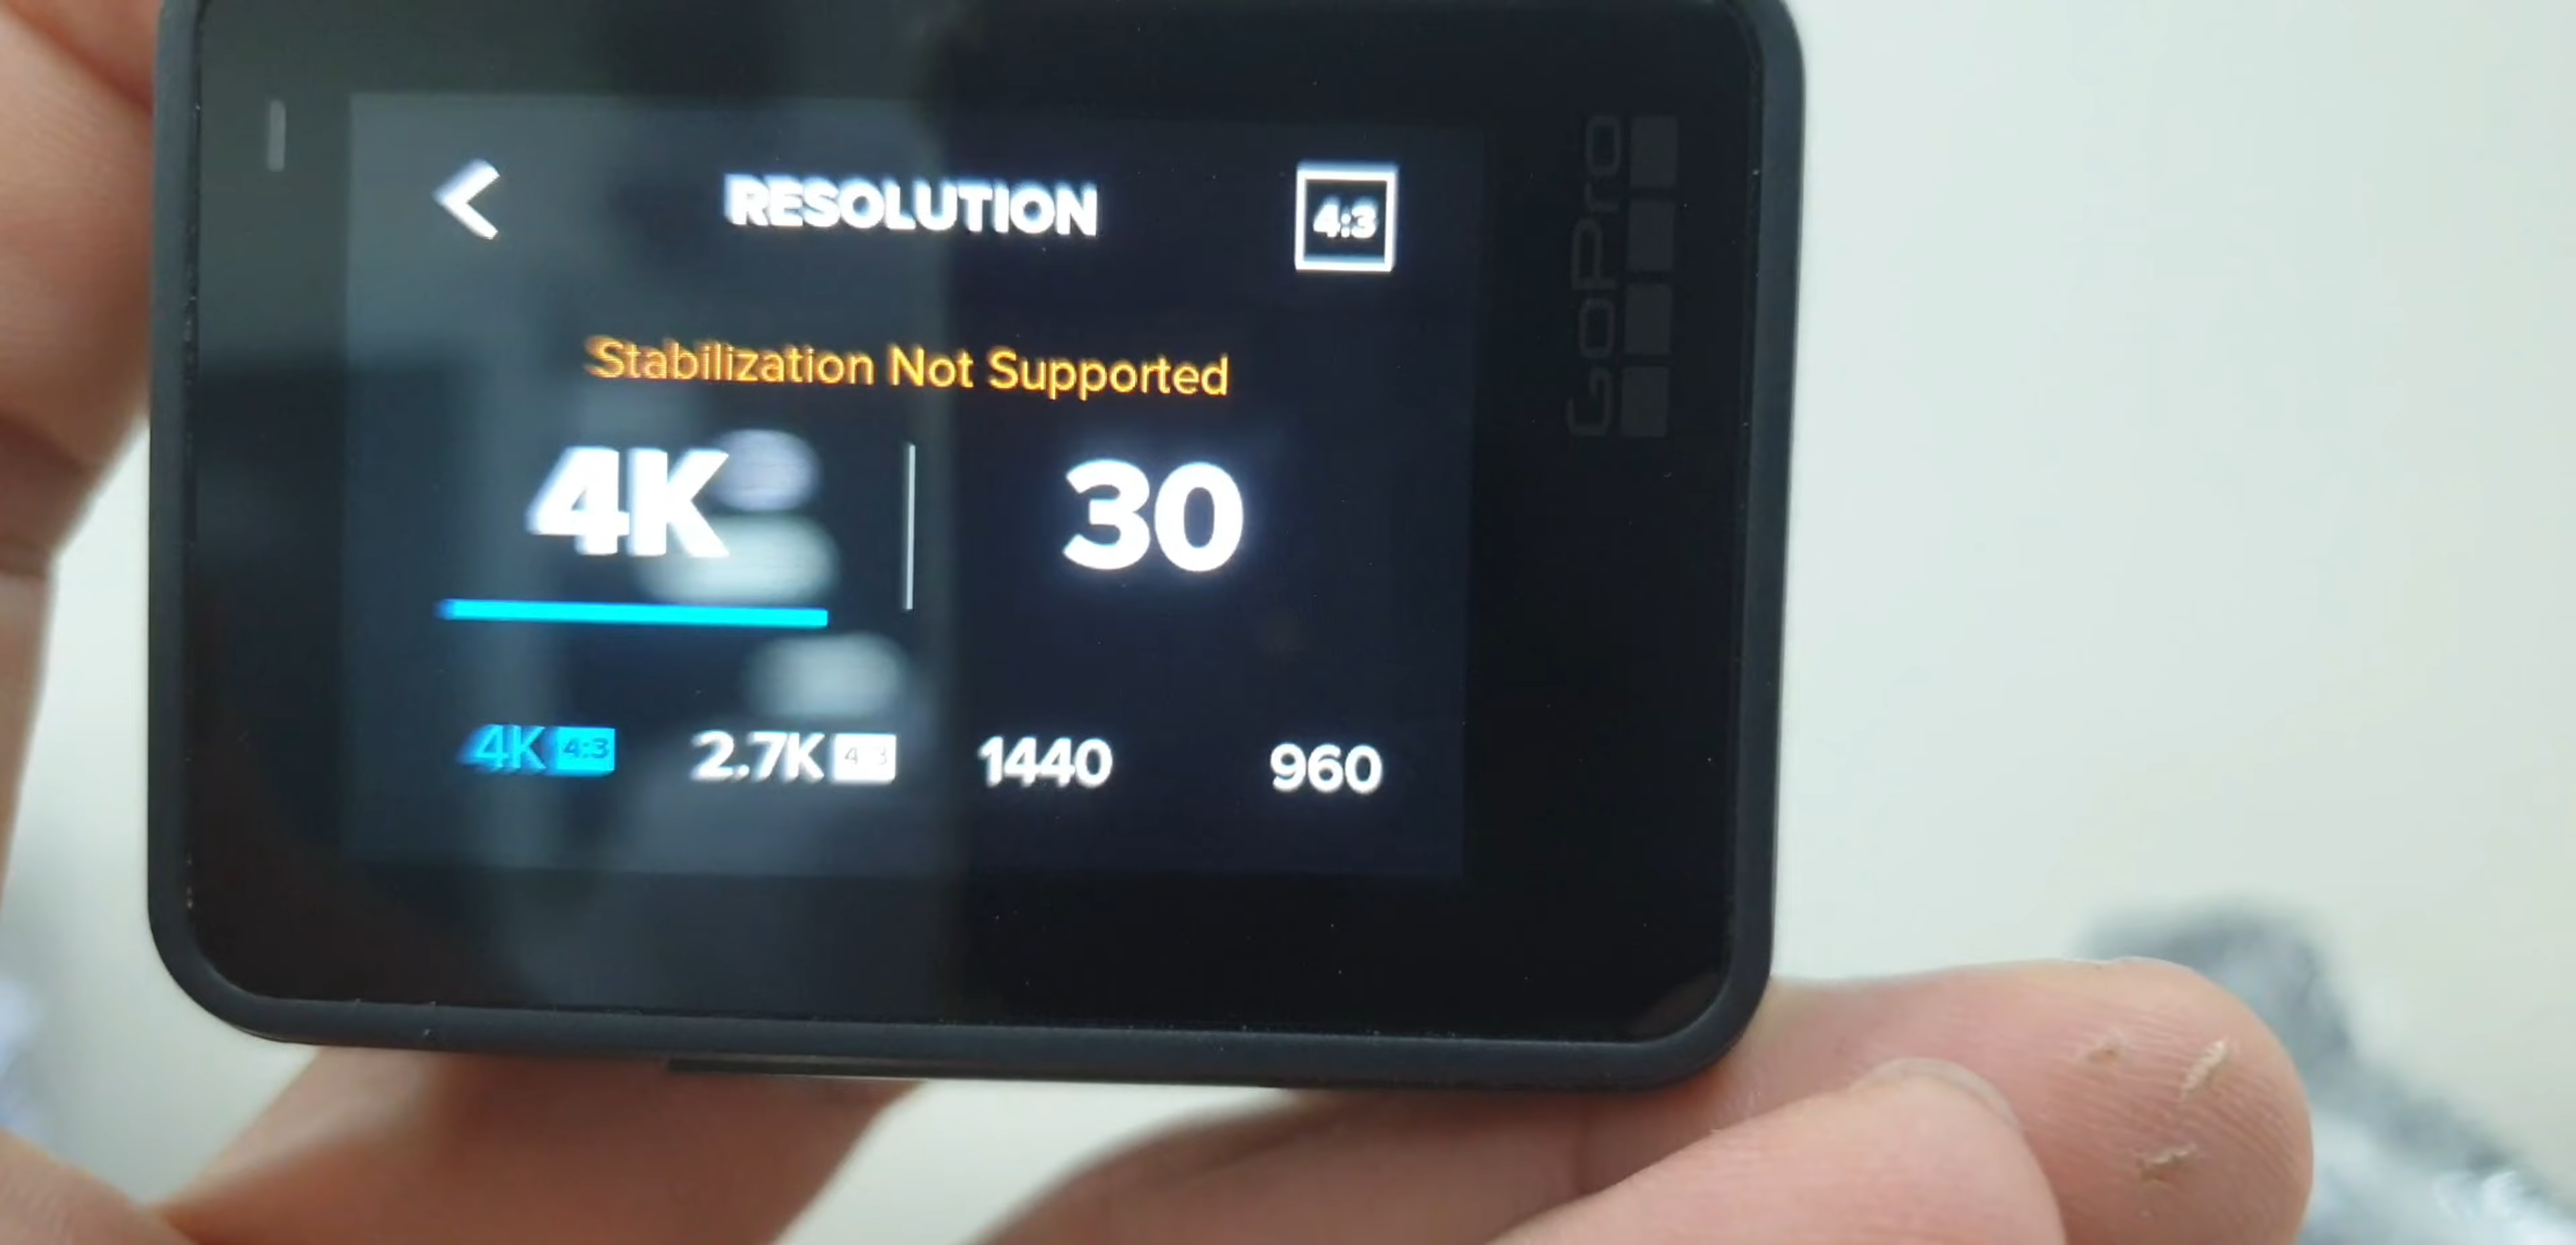 RESOLUTION 4:3
Stabilization Not Supported
4K 30
4K 4:3 2.7K 4:3 1440 960
GoPro